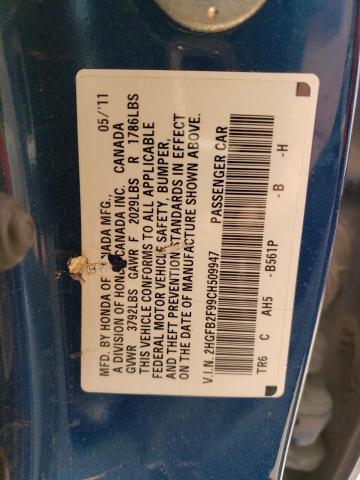 MFD. BY HONDA OF CANADA MFG., 05/'11
A DIVISION OF HONDA CANADA INC. CANADA
GVWR 3792LBS GAWR F 2029LBS R 1786LBS
THIS VEHICLE CONFORMS TO ALL APPLICABLE
FEDERAL MOTOR VEHICLE SAFETY, BUMPER,
AND THEFT PREVENTION STANDARDS IN EFFECT
ON THE DATE OF MANUFACTURE SHOWN ABOVE.
V.I.N. 2HGFB2F99CH509947 PASSENGER CAR
TR6 C AH5 -B561P -B -H